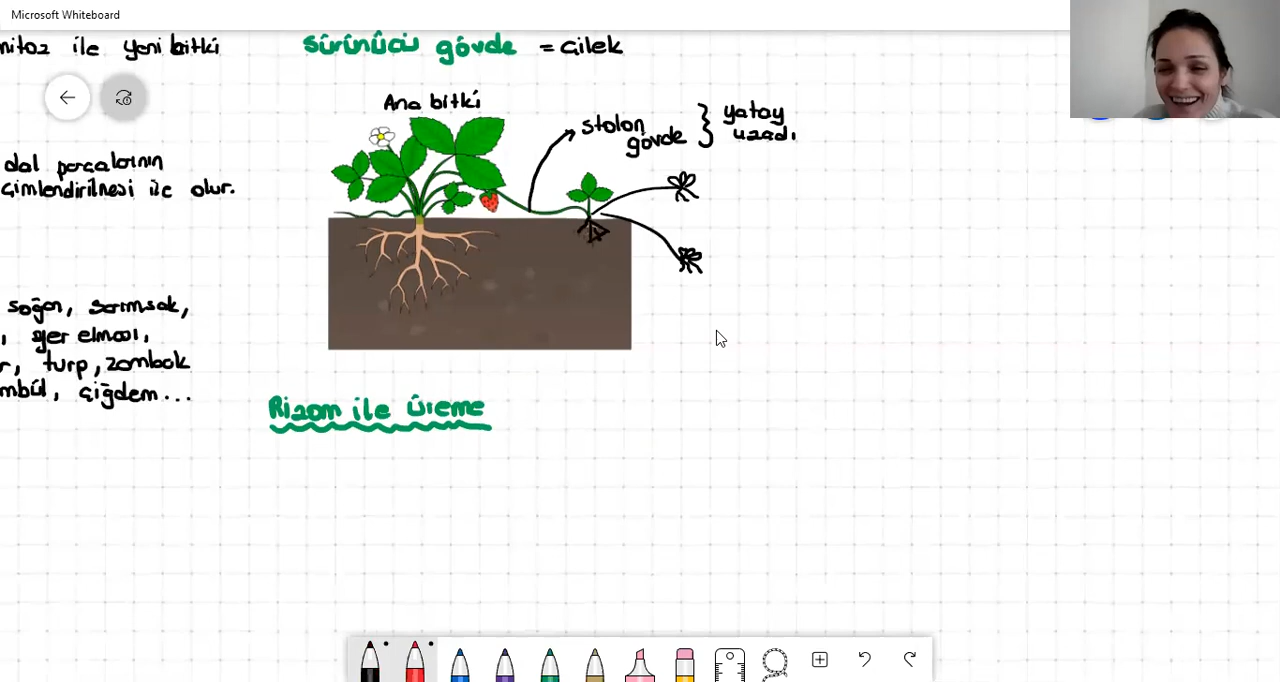 Microsoft Whiteboard
mitoz ile yeni bitki
dal parçalarının
çimlendirilmesi ile olur.
soğan, sarımsak,
, yer elması,
r, turp, zambak
mbül, çiğdem...
Sürünücü gövde = çilek
Ana bitki
stolon
gövde
yatay
uzadı
Rizom ile üreme